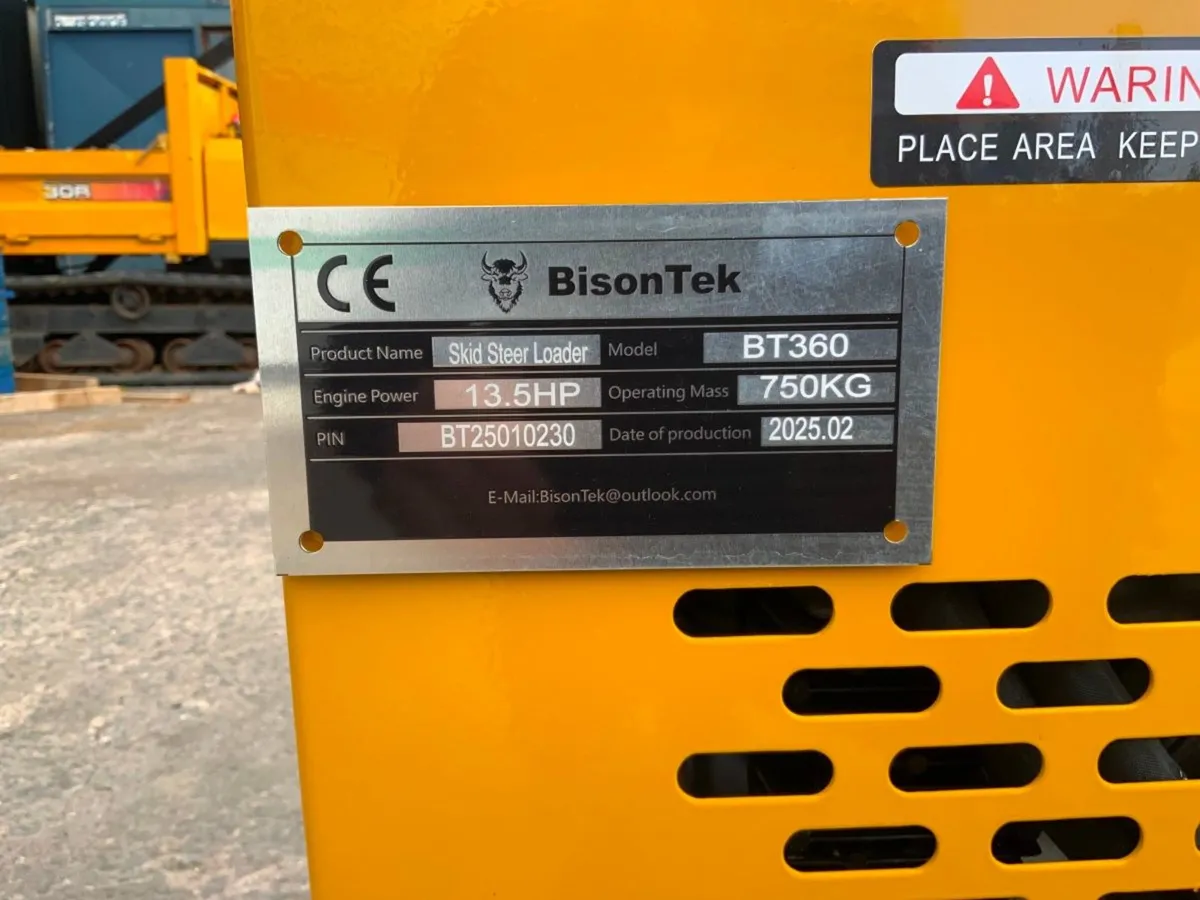 30R
WARIN
PLACE AREA KEEP
CE BisonTek
Product Name Skid Steer Loader Model BT360
Engine Power 13.5HP Operating Mass 750KG
PIN BT25010230 Date of production 2025.02
E-Mail:BisonTek@outlook.com